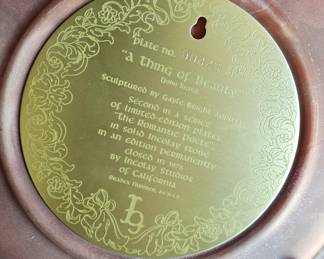 Plate no.
"a Thing of Beauty"
(John Keats)
Sculptured by Gayle Bright Appleby
Second in a series
of limited-edition plates,
"The Romantic Poets"
in solid Incolay Stone
in an edition permanently
closed in 1978
by Incolay Studios
of California